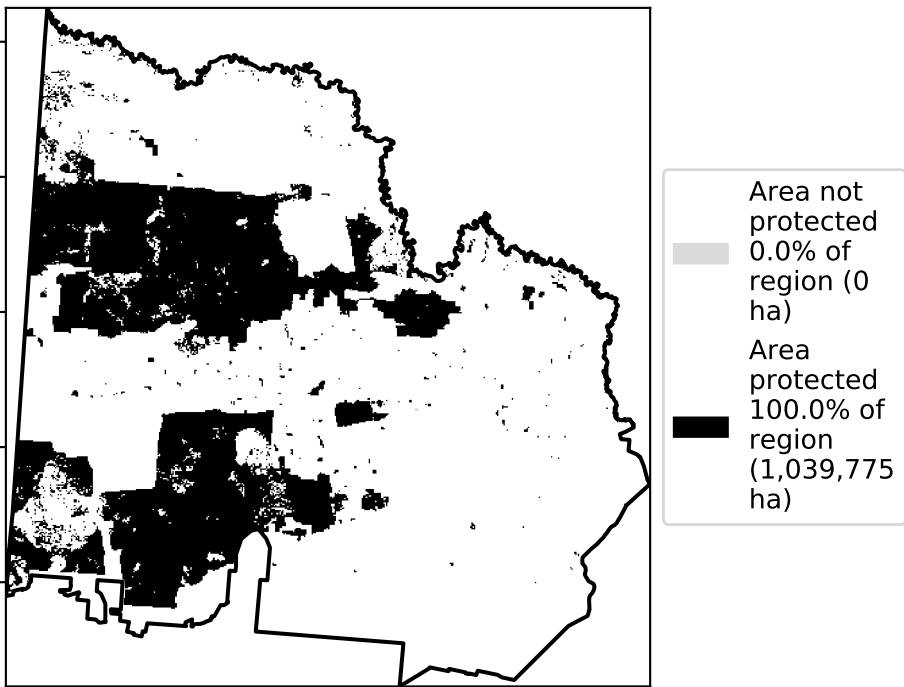 Area not
protected
0.0% of
region (0
ha)
Area
protected
100.0% of
region
(1,039,775
ha)